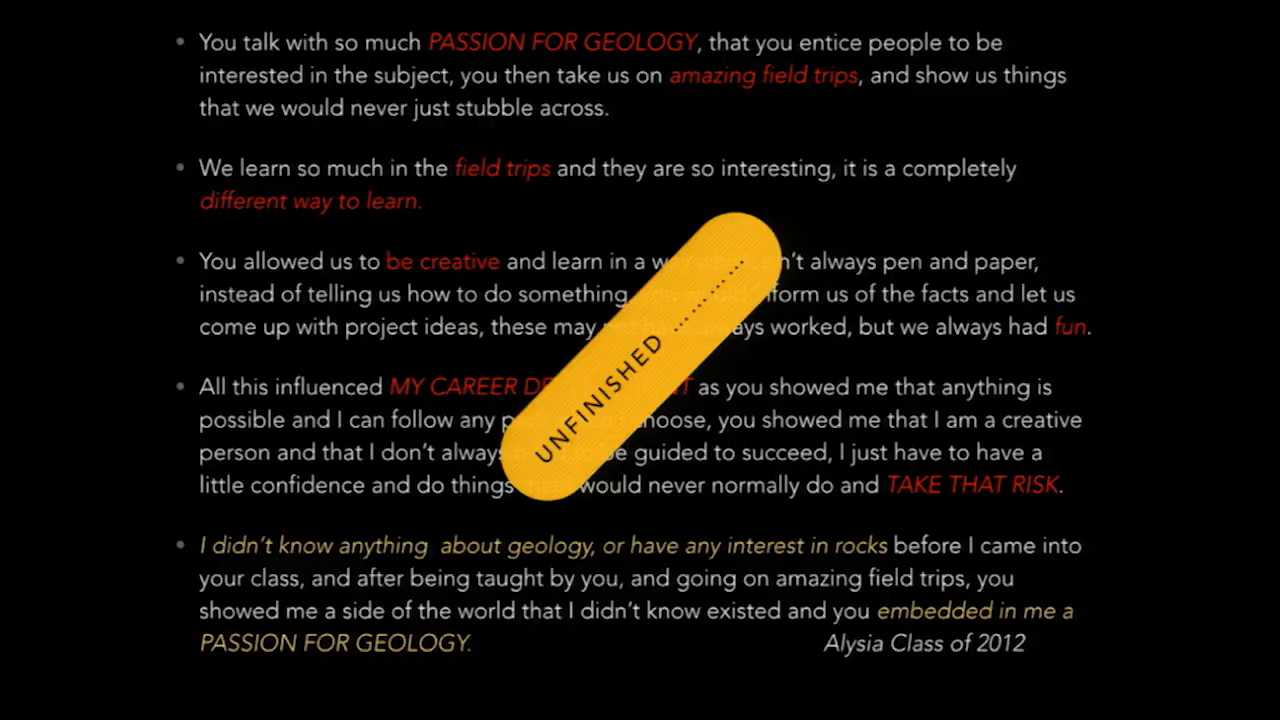 • You talk with so much PASSION FOR GEOLOGY, that you entice people to be
interested in the subject, you then take us on amazing field trips, and show us things
that we would never just stubble across.
• We learn so much in the field trips and they are so interesting, it is a completely
different way to learn.
• You allowed us to be creative and learn in a always pen and paper,
instead of telling us how to do something, us of the facts and let us
come up with project ideas, these may worked, but we always had fun.
• All this influenced MY CAREER as you showed me that anything is
possible and I can follow any you showed me that I am a creative
person and that I don't always guided to succeed, I just have to have a
little confidence and do things would never normally do and TAKE THAT RISK.
UNFINISHED ...........
• I didn't know anything about geology, or have any interest in rocks before I came into
your class, and after being taught by you, and going on amazing field trips, you
showed me a side of the world that I didn't know existed and you embedded in me a
PASSION FOR GEOLOGY. Alysia Class of 2012